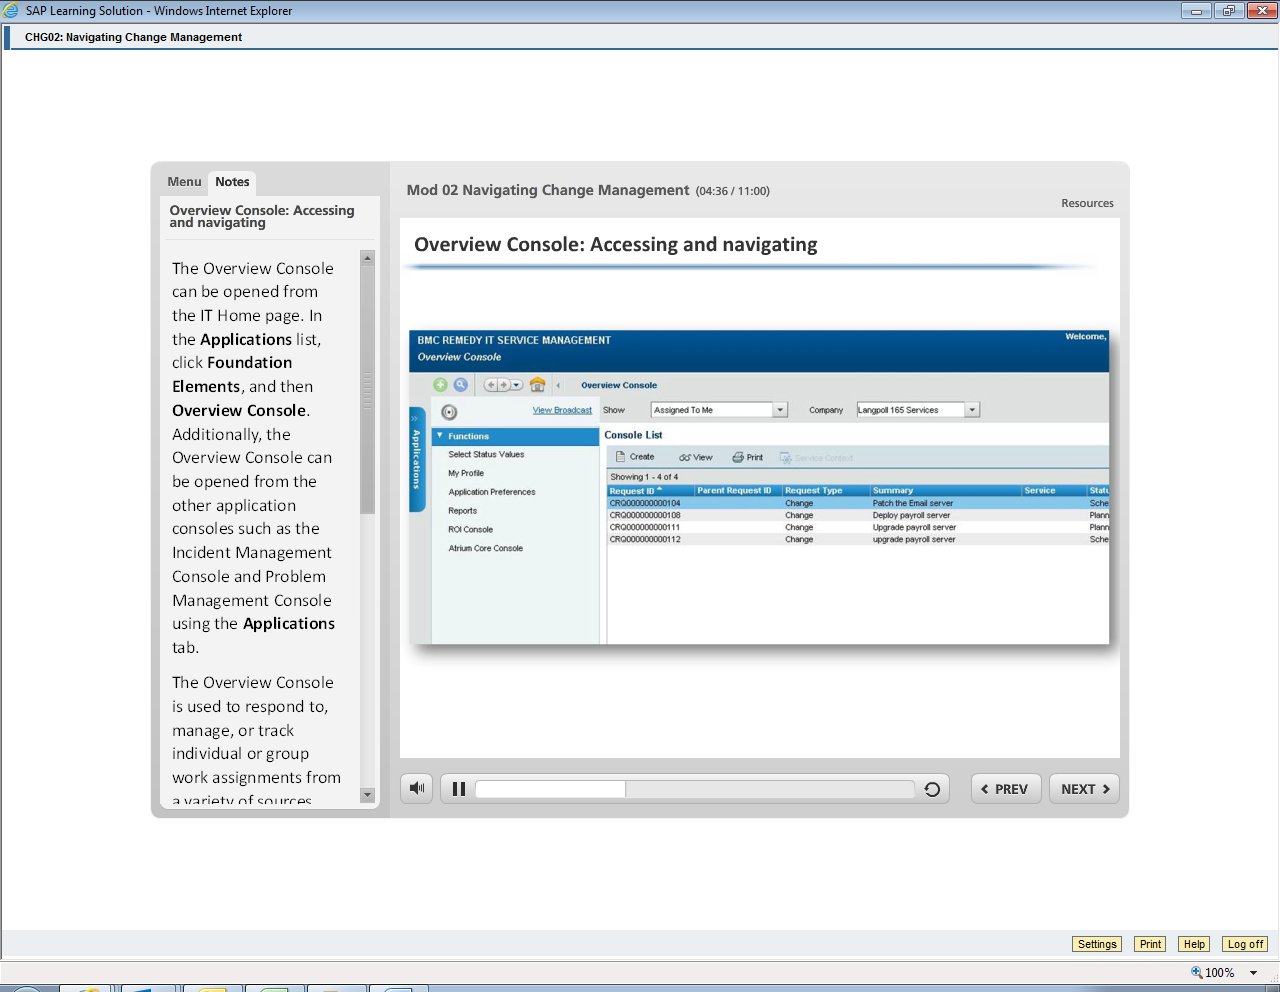 SAP Learning Solution - Windows Internet Explorer
CHG02: Navigating Change Management
Menu
Notes
Overview Console: Accessing
and navigating
The Overview Console
can be opened from
the IT Home page. In
the Applications list,
click Foundation
Elements, and then
Overview Console.
Additionally, the
Overview Console can
be opened from the
other application
consoles such as the
Incident Management
Console and Problem
Management Console
using the Applications
tab.
The Overview Console
is used to respond to,
manage, or track
individual or group
work assignments from
a variety of sources.
Mod 02 Navigating Change Management (04:36 / 11:00)
Resources
Overview Console: Accessing and navigating
BMC REMEDY IT SERVICE MANAGEMENT
Welcome,
Overview Console
Overview Console
View Broadcast
Show
Assigned To Me
Company
Langpoll 165 Services
Applications
Functions
Select Status Values
My Profile
Application Preferences
Reports
ROI Console
Atrium Core Console
Console List
Create
View
Print
Service Context
Showing 1 - 4 of 4
Request ID Parent Request ID Request Type Summary Service Statu
CRQ000000000104 Change Patch the Email server Sche
CRQ000000000108 Change Deploy payroll server Plann
CRQ000000000111 Change Upgrade payroll server Plann
CRQ000000000112 Change upgrade payroll server Sche
PREV
NEXT
Settings
Print
Help
Log off
100%